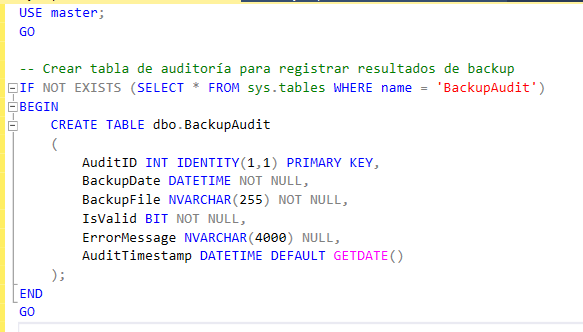 USE master;
GO
-- Crear tabla de auditoría para registrar resultados de backup
IF NOT EXISTS (SELECT * FROM sys.tables WHERE name = 'BackupAudit')
BEGIN
CREATE TABLE dbo.BackupAudit
(
AuditID INT IDENTITY(1,1) PRIMARY KEY,
BackupDate DATETIME NOT NULL,
BackupFile NVARCHAR(255) NOT NULL,
IsValid BIT NOT NULL,
ErrorMessage NVARCHAR(4000) NULL,
AuditTimestamp DATETIME DEFAULT GETDATE()
);
END
GO